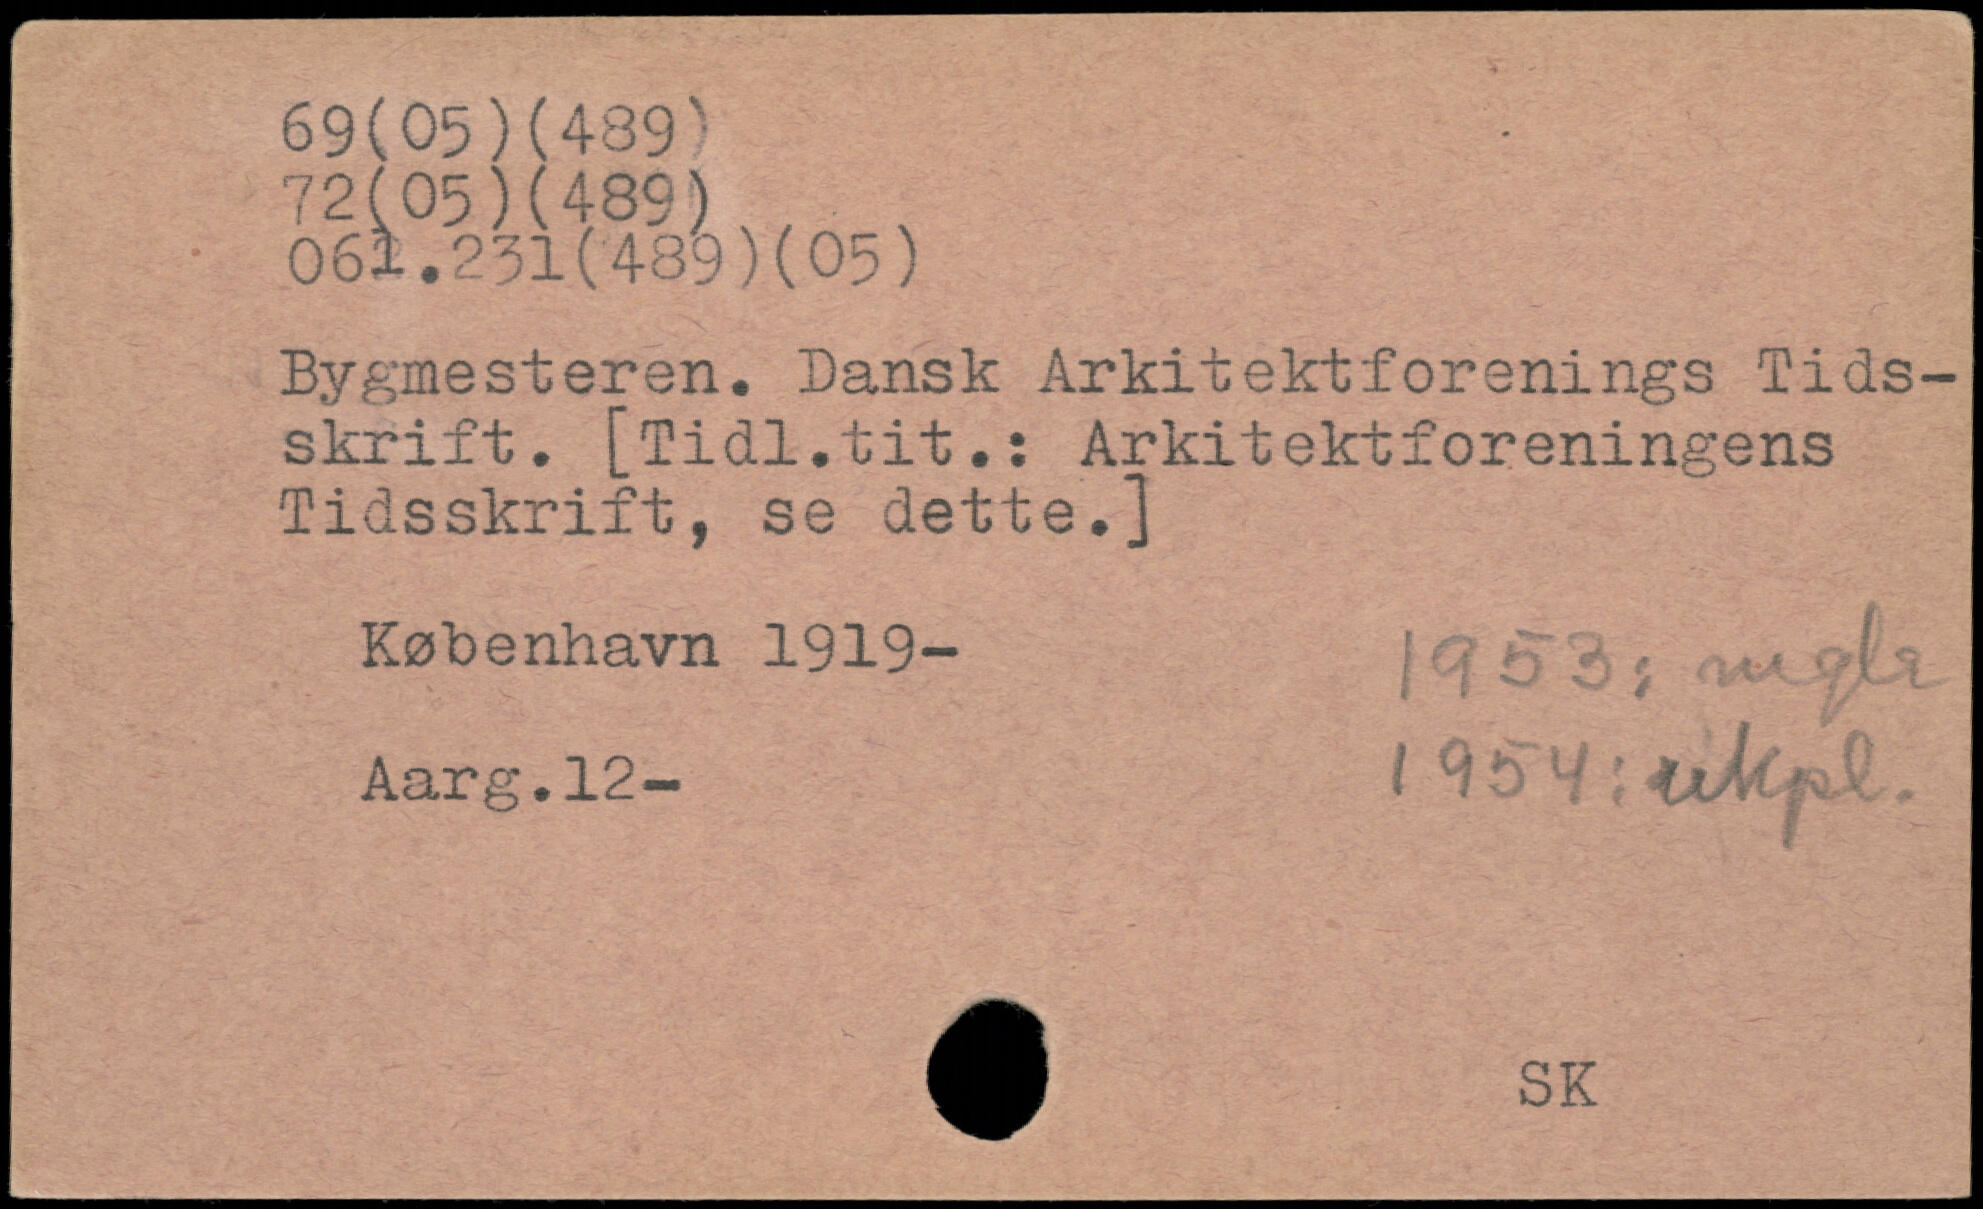 69(05)(489)
72(05)(489)
061.231(489)(05)
Bygmesteren. Dansk Arkitektforenings Tids-
skrift. [Tidl.tit.: Arkitektforeningens
Tidsskrift, se dette.]
København 1919-
1953:
Aarg.12-
1954: ukpl.
SK